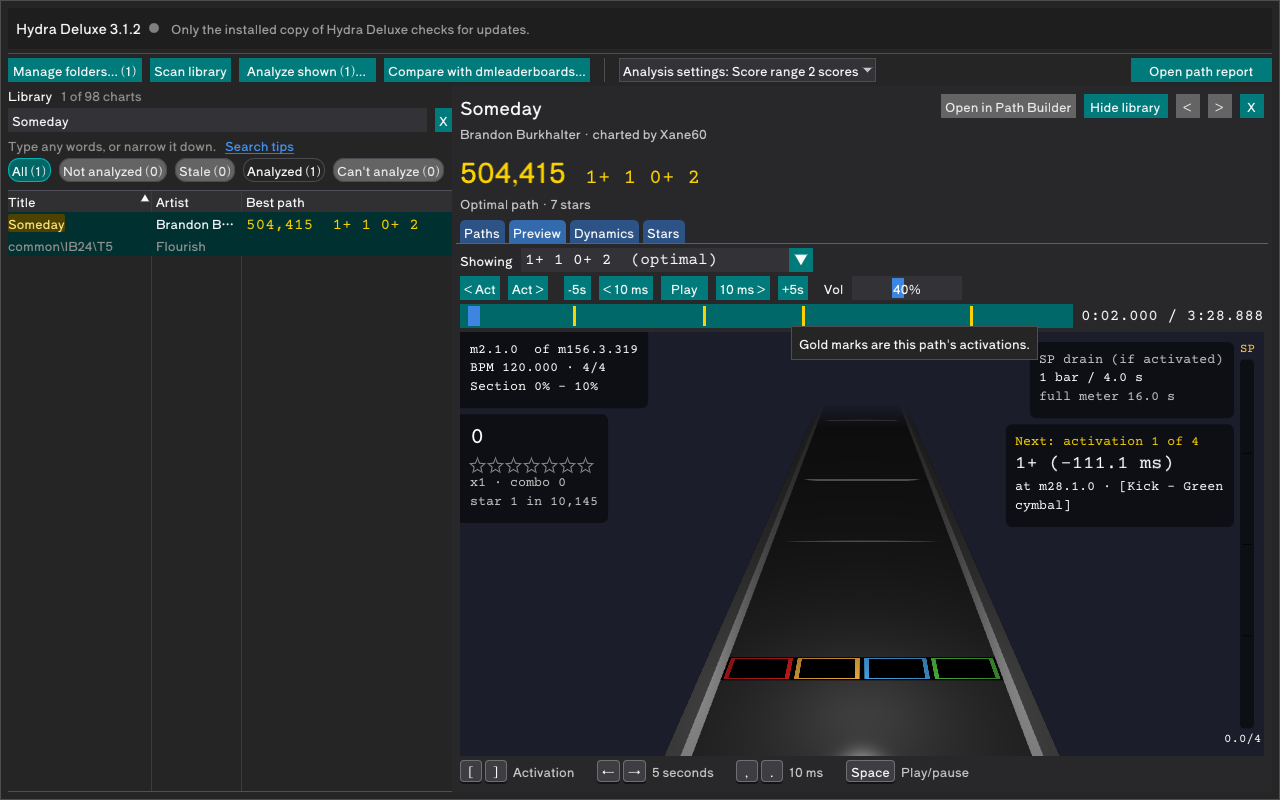 Hydra Deluxe 3.1.2 Only the installed copy of Hydra Deluxe checks for updates.
Manage folders... (1) Scan library Analyze shown (1)... Compare with dmleaderboards... Analysis settings: Score range 2 scores Open path report
Library 1 of 98 charts
Someday X
Type any words, or narrow it down. Search tips
All (1) Not analyzed (0) Stale (0) Analyzed (1) Can't analyze (0)
Title Artist Best path
Someday Brandon B··· 504,415 1+ 1 0+ 2
common\IB24\T5 Flourish
Someday Open in Path Builder Hide library < > X
Brandon Burkhalter · charted by Xane60
504,415 1+ 1 0+ 2
Optimal path · 7 stars
Paths Preview Dynamics Stars
Showing 1+ 1 0+ 2 (optimal)
< Act Act > -5s < 10 ms Play 10 ms > +5s Vol 40%
0:02.000 / 3:28.888
Gold marks are this path's activations.
m2.1.0 of m156.3.319
BPM 120.000 · 4/4
Section 0% - 10%
0
x1 · combo 0
star 1 in 10,145
SP drain (if activated)
1 bar / 4.0 s
full meter 16.0 s
SP
Next: activation 1 of 4
1+ (-111.1 ms)
at m28.1.0 · [Kick - Green
cymbal]
0.0/4
[ ] Activation ← → 5 seconds , . 10 ms Space Play/pause